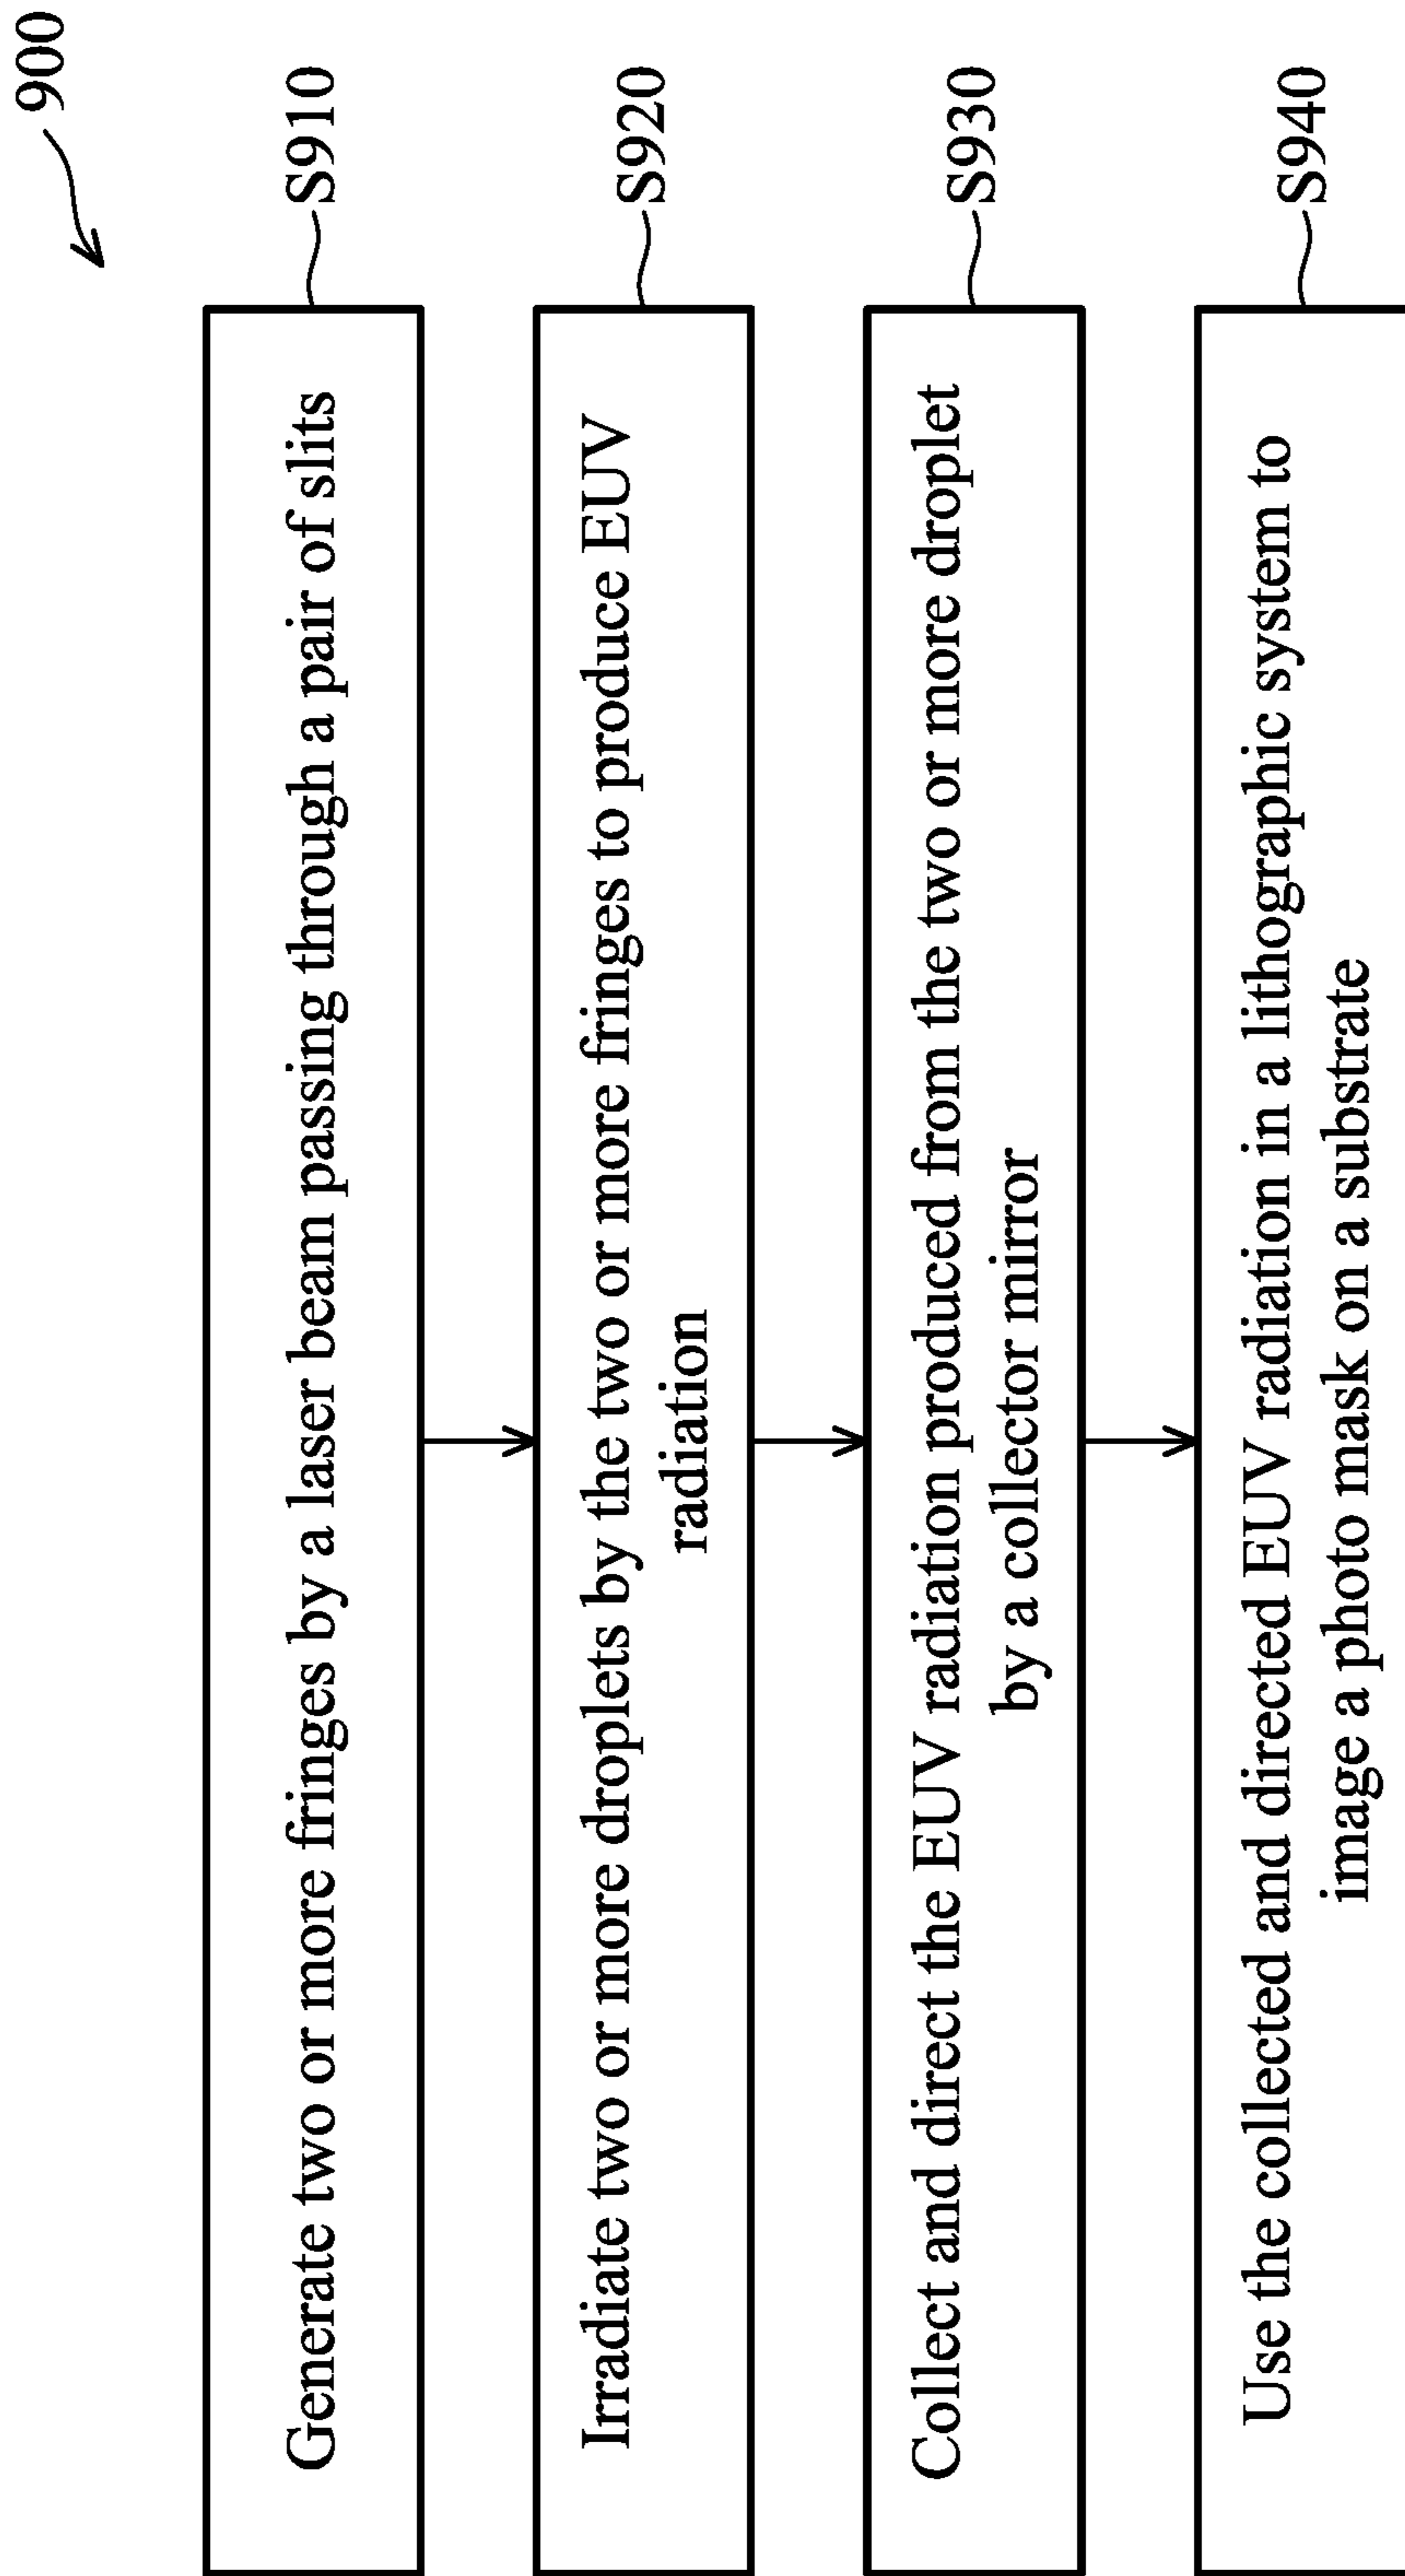 900
Generate two or more fringes by a laser beam passing through a pair of slits
S910
Irradiate two or more droplets by the two or more fringes to produce EUV
radiation
S920
Collect and direct the EUV radiation produced from the two or more droplet
by a collector mirror
S930
Use the collected and directed EUV radiation in a lithographic system to
image a photo mask on a substrate
S940